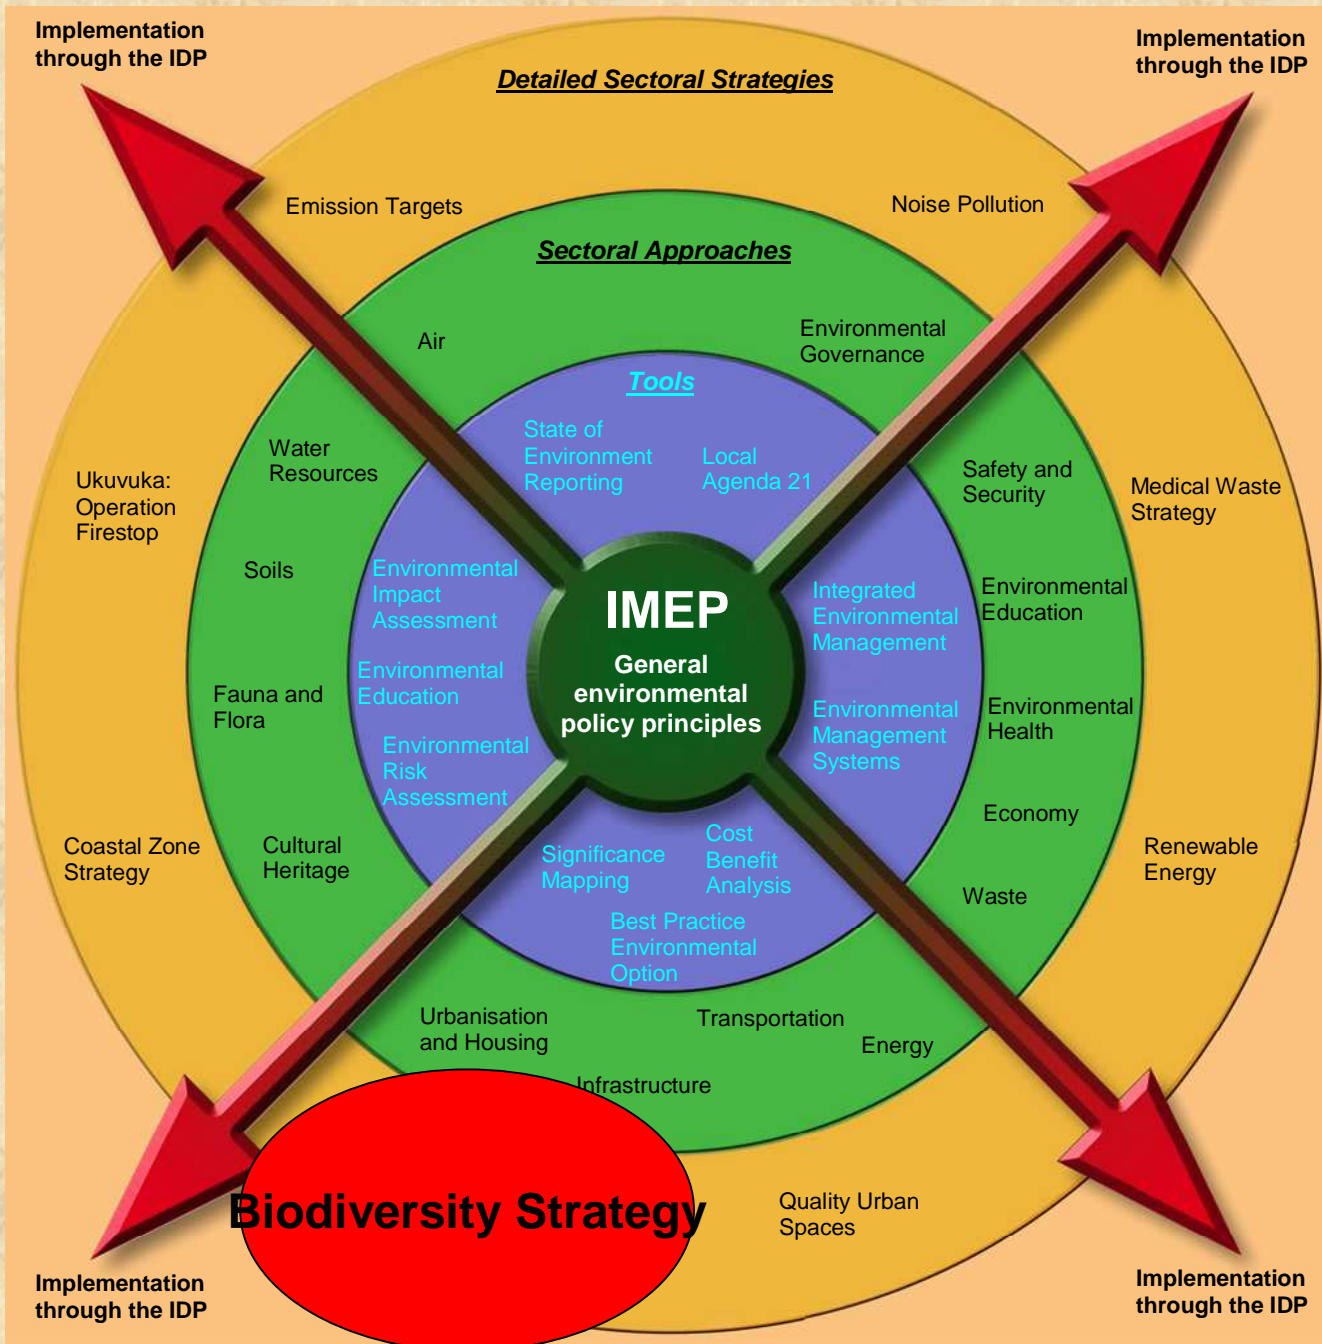 Implementation
through the IDP
Implementation
through the IDP
Detailed Sectoral Strategies
Emission Targets
Noise Pollution
Sectoral Approaches
Air
Environmental
Governance
Tools
State of
Environment
Reporting
Local
Agenda 21
Water
Resources
Safety and
Security
Ukuvuka:
Operation
Firestop
Medical Waste
Strategy
Soils
Environmental
Impact
Assessment
IMEP
General
environmental
policy principles
Integrated
Environmental
Management
Environmental
Education
Environmental
Education
Fauna and
Flora
Environmental
Management
Systems
Environmental
Health
Environmental
Risk
Assessment
Economy
Coastal Zone
Strategy
Cultural
Heritage
Significance
Mapping
Cost
Benefit
Analysis
Renewable
Energy
Waste
Best Practice
Environmental
Option
Urbanisation
and Housing
Transportation
Energy
Infrastructure
Biodiversity Strategy
Quality Urban
Spaces
Implementation
through the IDP
Implementation
through the IDP